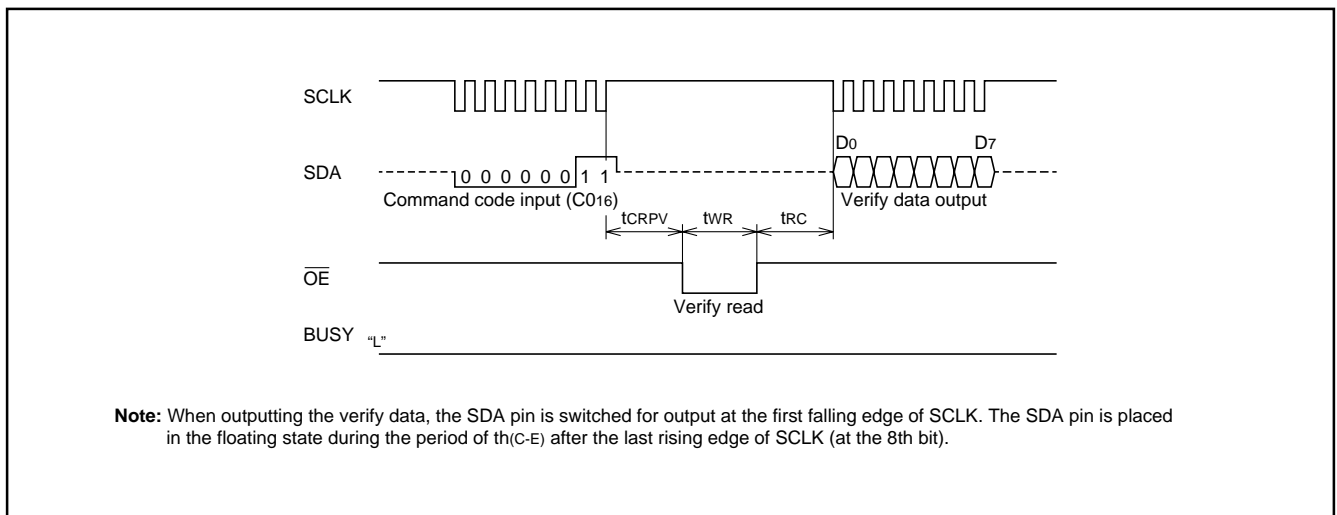 SCLK
D0 D7
SDA
0 0 0 0 0 0 1 1
Command code input (C016)
Verify data output
tCRPV tWR tRC
OE
Verify read
BUSY “L”
Note: When outputting the verify data, the SDA pin is switched for output at the first falling edge of SCLK. The SDA pin is placed
in the floating state during the period of th(C-E) after the last rising edge of SCLK (at the 8th bit).